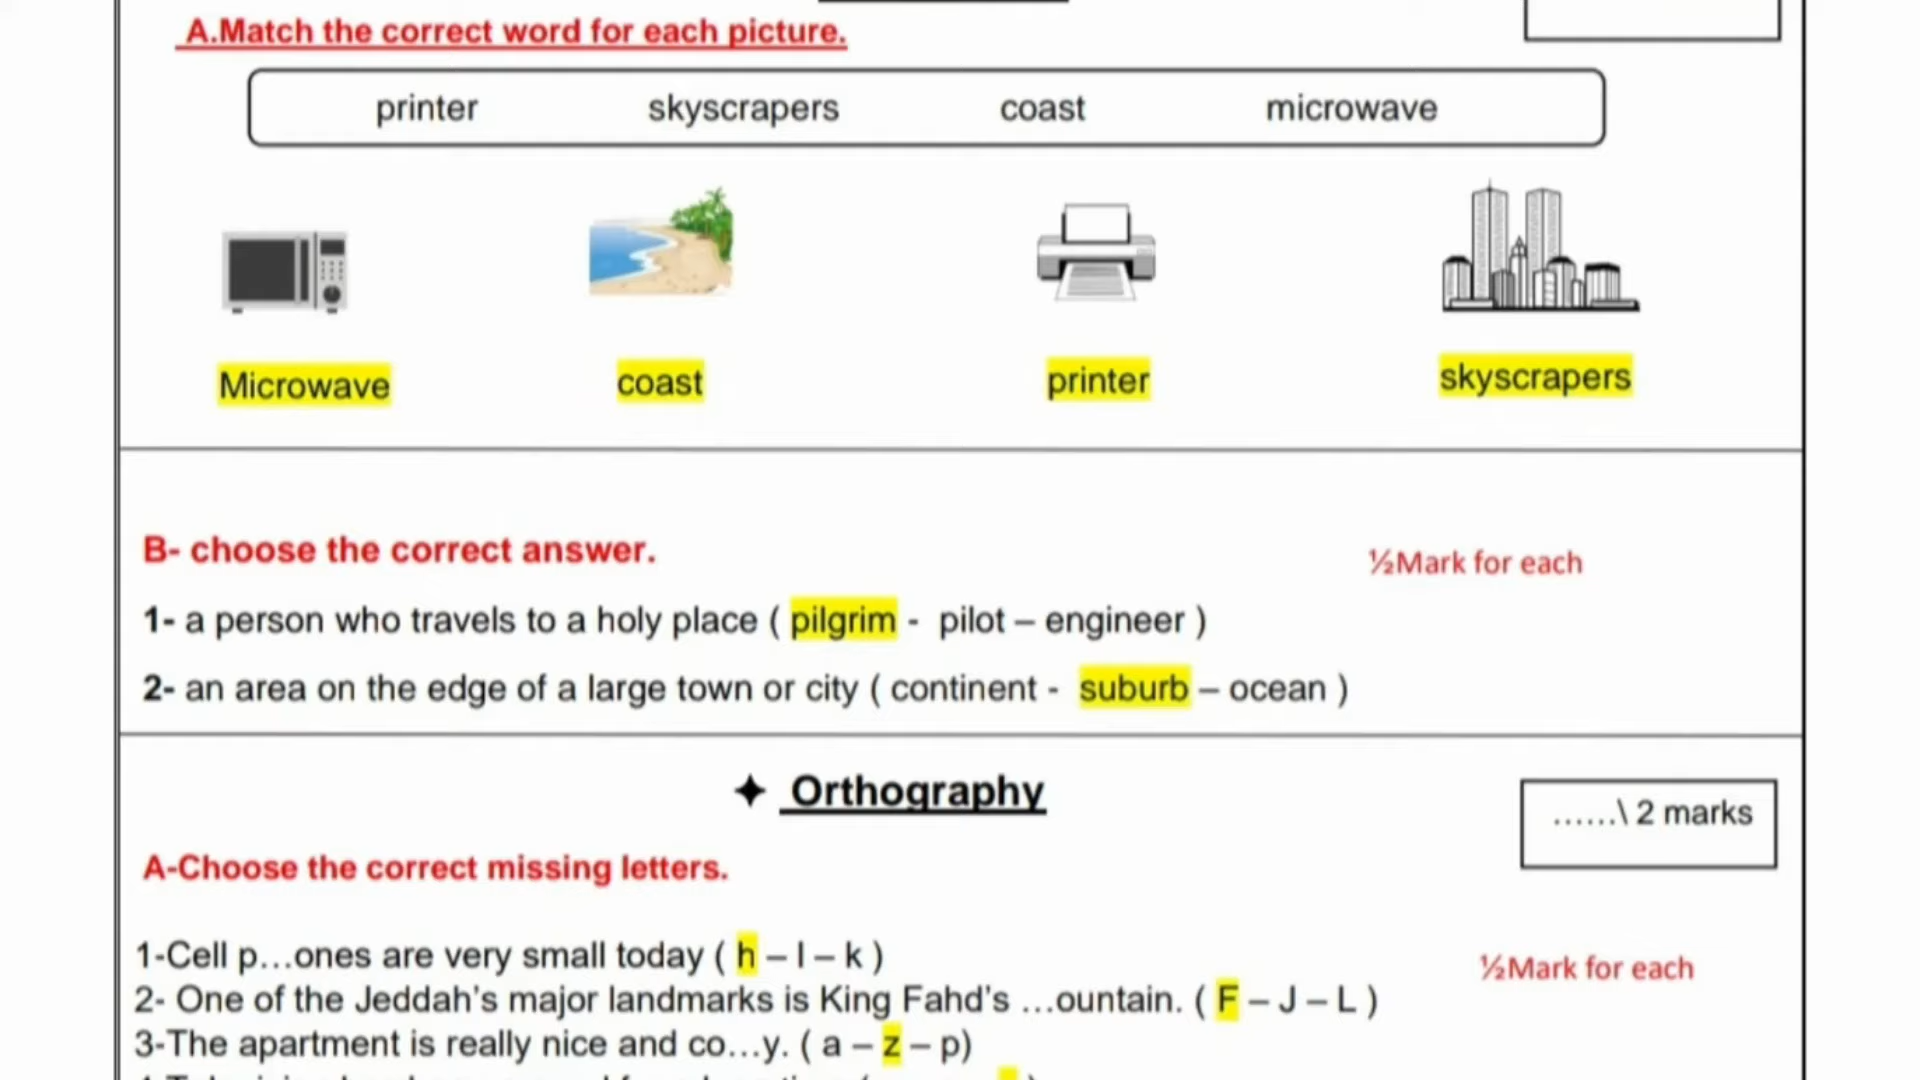 A.Match the correct word for each picture.
printer skyscrapers coast microwave
Microwave coast printer skyscrapers
B- choose the correct answer.
½Mark for each
1- a person who travels to a holy place ( pilgrim - pilot – engineer )
2- an area on the edge of a large town or city ( continent - suburb – ocean )
✦ Orthography
......\ 2 marks
A-Choose the correct missing letters.
1-Cell p…ones are very small today ( h – l – k )
½Mark for each
2- One of the Jeddah’s major landmarks is King Fahd’s …ountain. ( F – J – L )
3-The apartment is really nice and co…y. ( a – z – p)